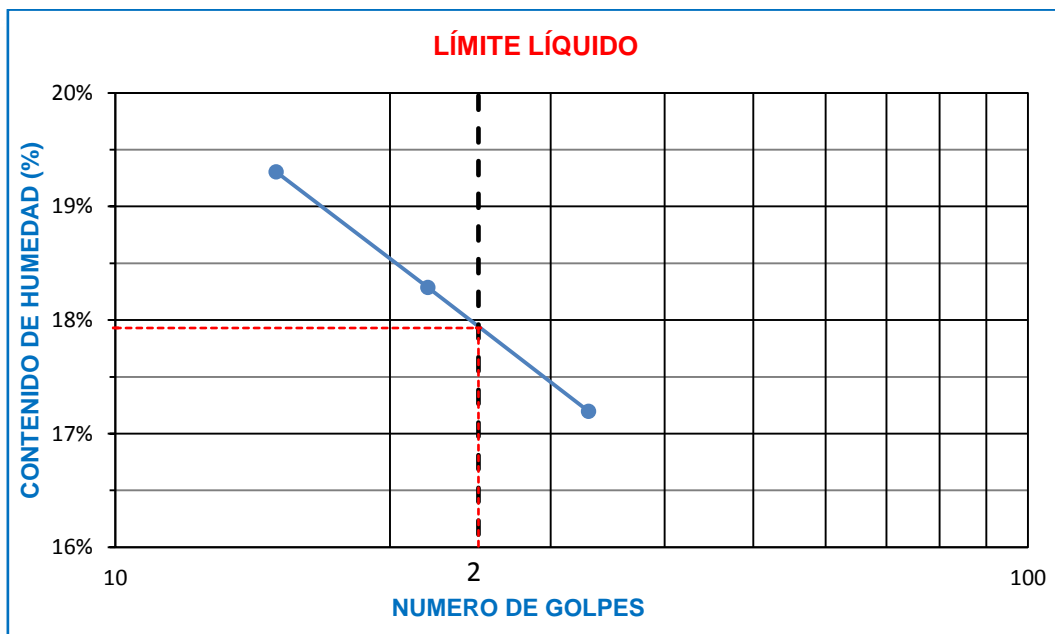 LÍMITE LÍQUIDO
CONTENIDO DE HUMEDAD (%)
20%
19%
18%
17%
16%
10
2
100
NUMERO DE GOLPES